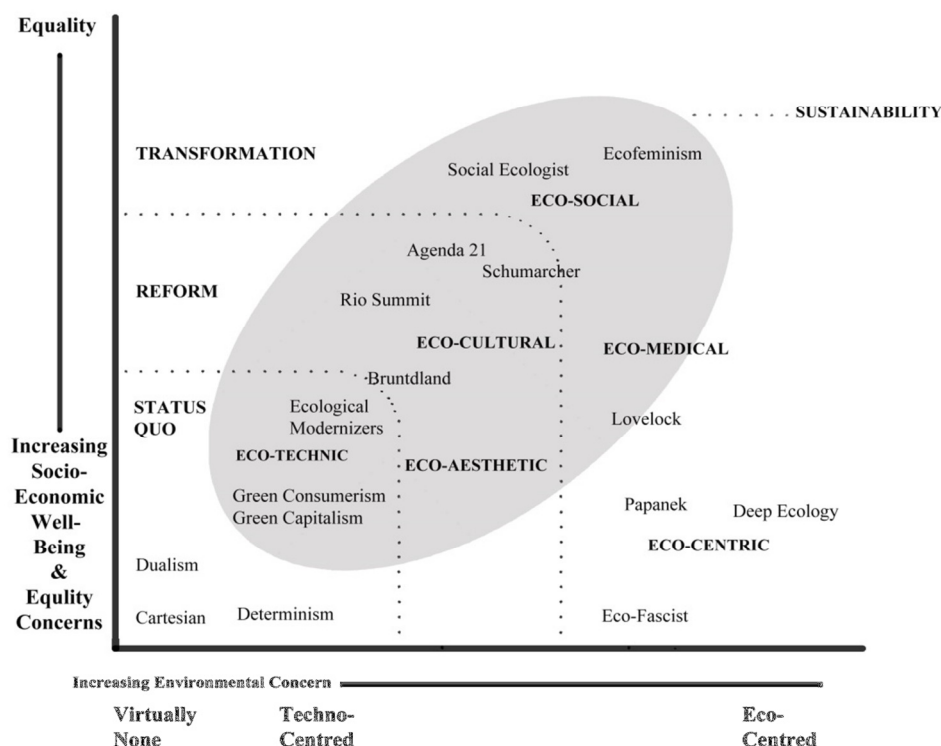 Equality
SUSTAINABILITY
TRANSFORMATION
Ecofeminism
Social Ecologist
ECO-SOCIAL
Agenda 21
Schumarcher
REFORM
Rio Summit
ECO-CULTURAL
ECO-MEDICAL
Bruntdland
STATUS
QUO
Ecological
Modernizers
Lovelock
Increasing
Socio-
Economic
Well-
Being
&
Equlity
Concerns
ECO-TECHNIC
ECO-AESTHETIC
Green Consumerism
Green Capitalism
Papanek
Deep Ecology
ECO-CENTRIC
Dualism
Cartesian
Determinism
Eco-Fascist
Increasing Environmental Concern
Virtually
None
Techno-
Centred
Eco-
Centred